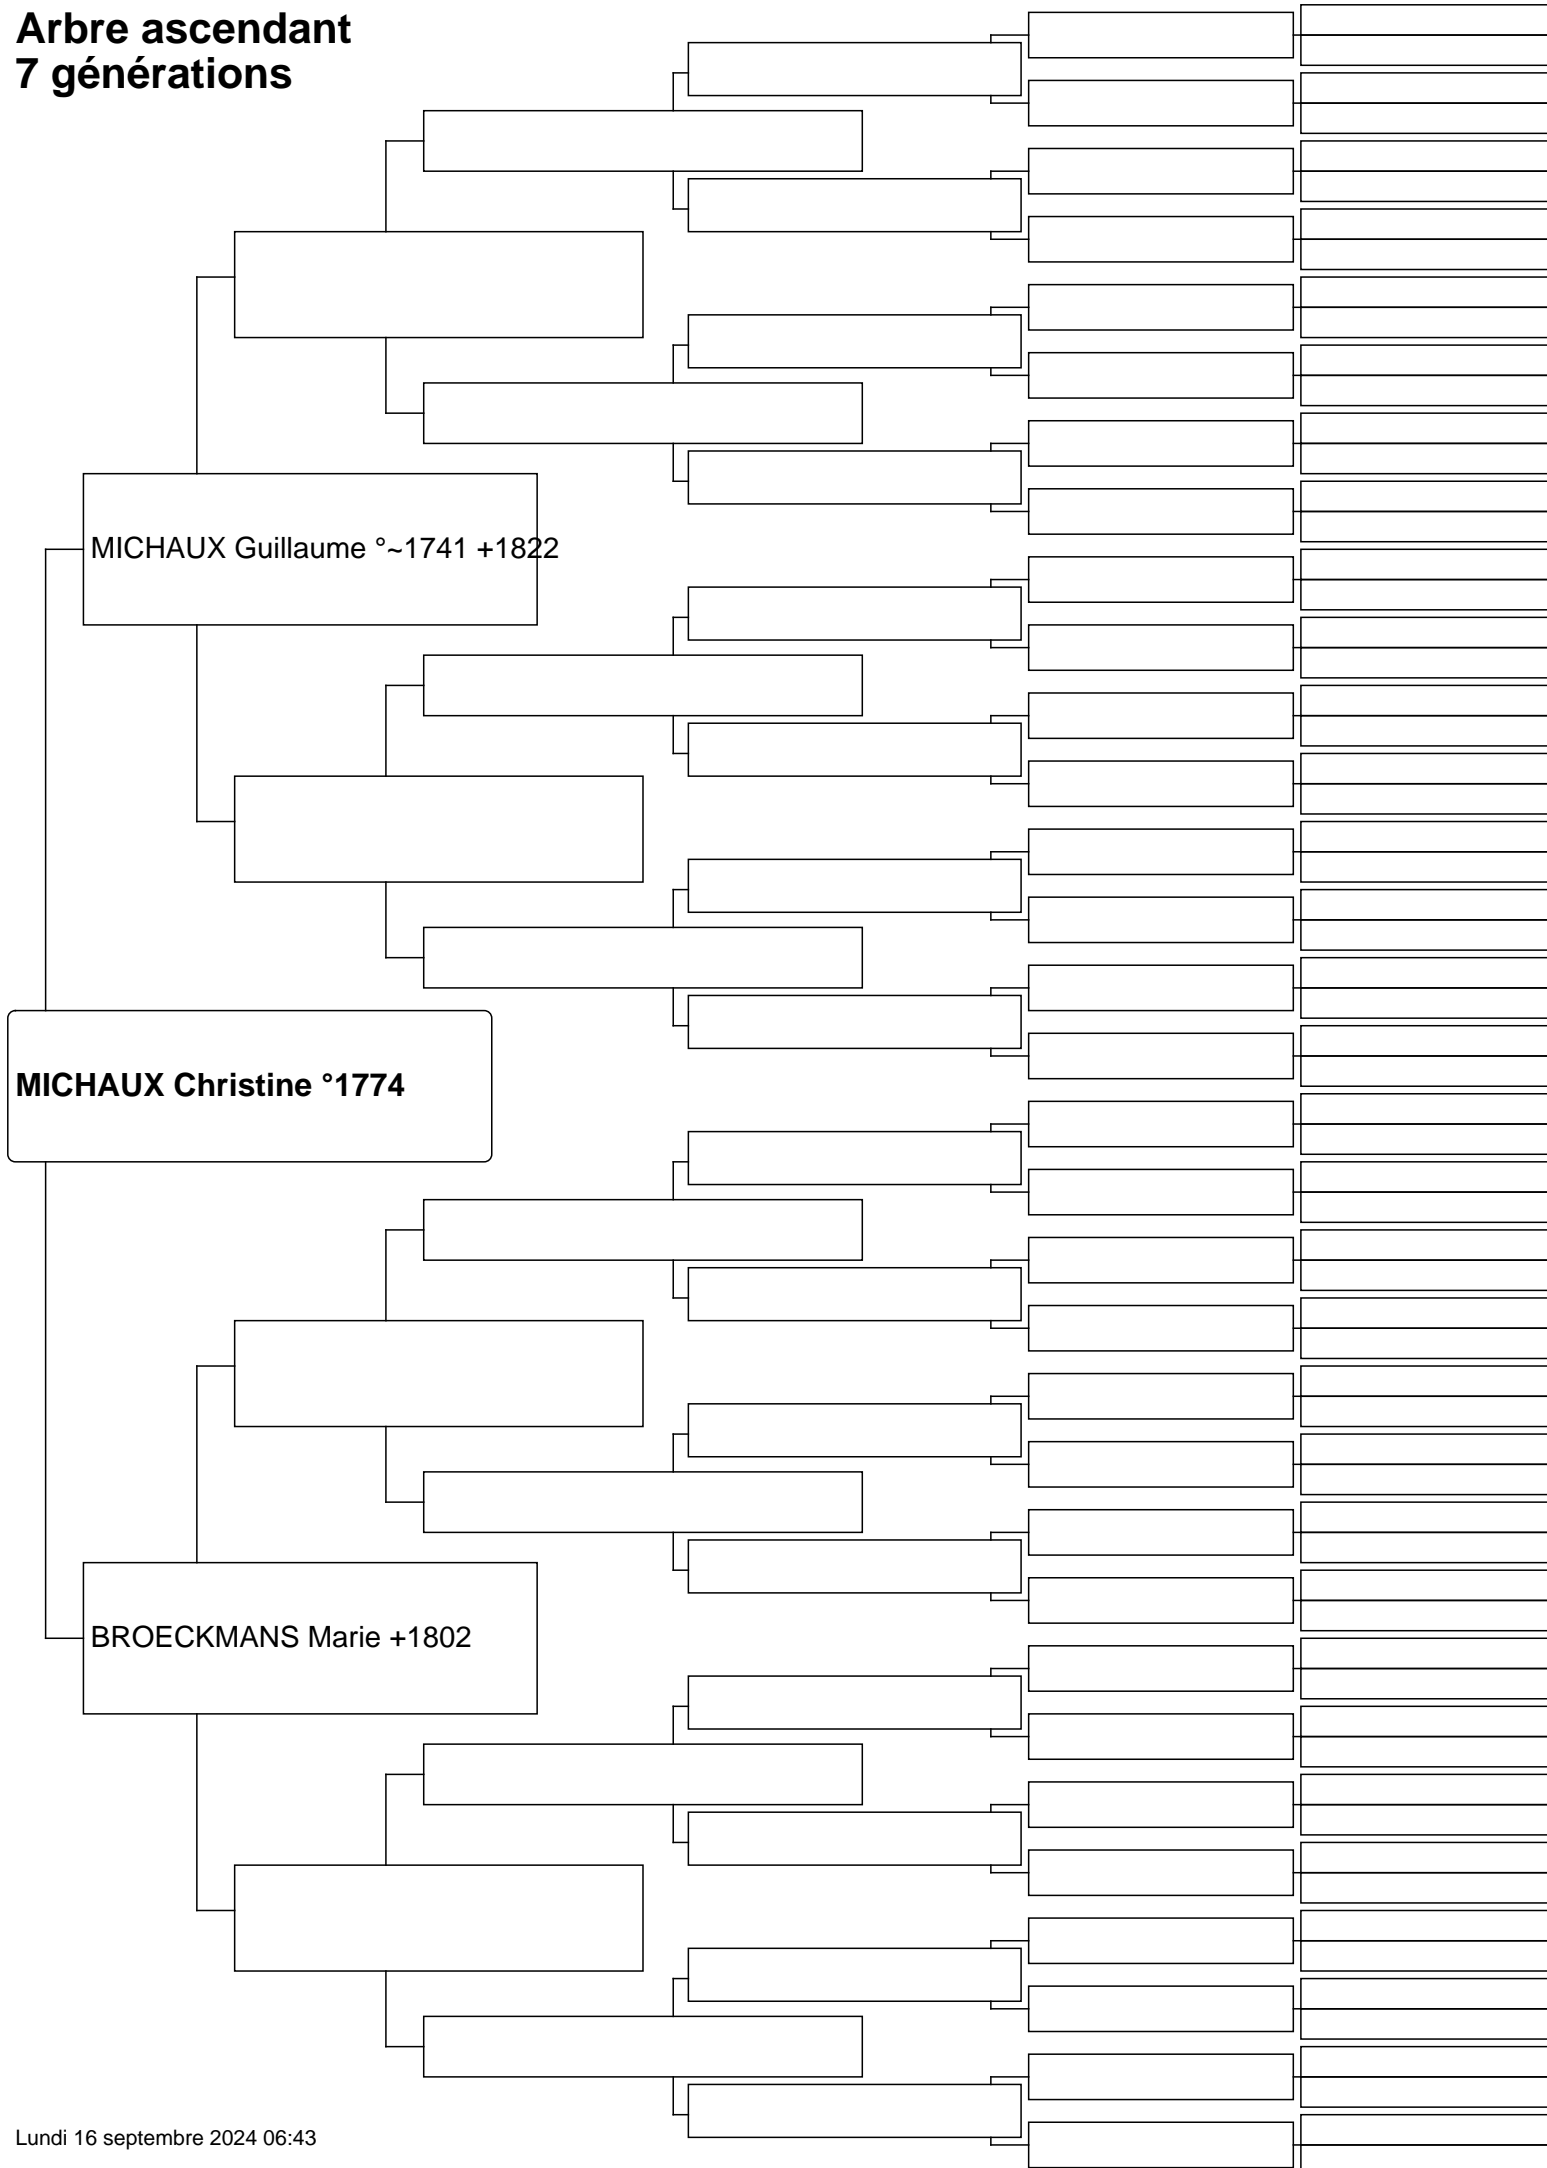 Arbre ascendant
7 générations
MICHAUX Guillaume °~1741 +1822
MICHAUX Christine °1774
BROECKMANS Marie +1802
Lundi 16 septembre 2024 06:43